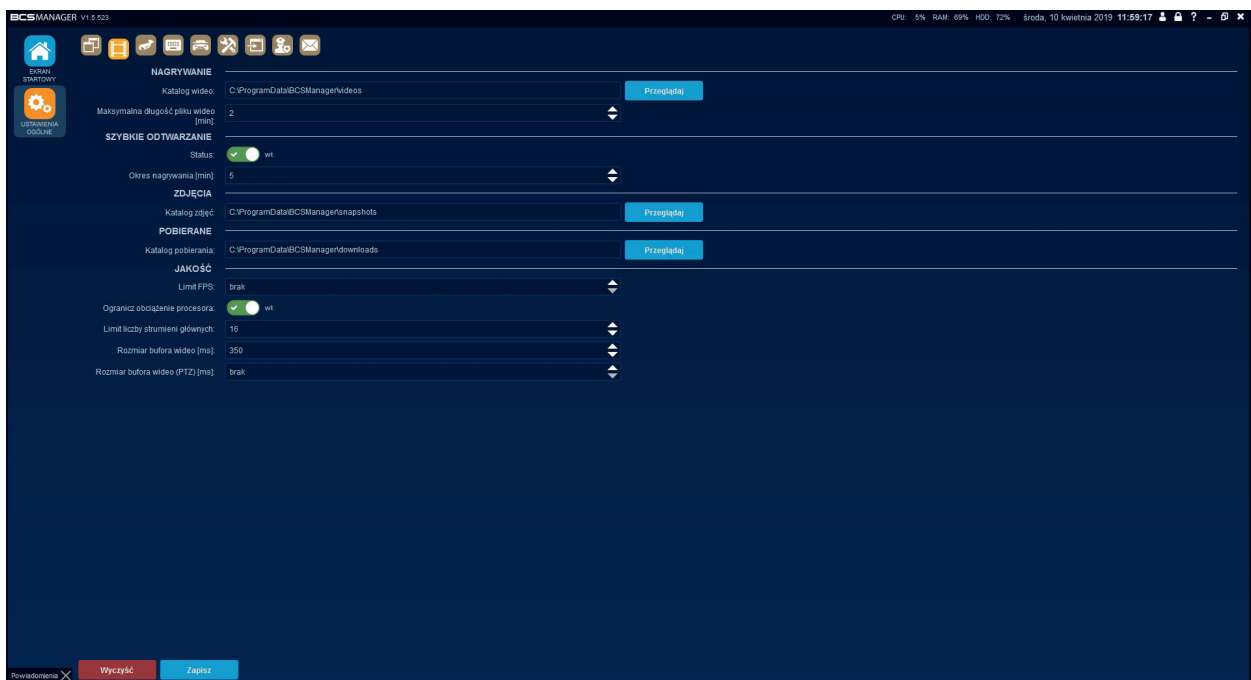 BCSMANAGER V1.5.523
CPU: 5% RAM: 69% HDD: 72% środa, 10 kwietnia 2019 11:59:17 ?
EKRAN
STARTOWY
USTAWIENIA
OGÓLNE
NAGRYWANIE
Katalog wideo: C:\ProgramData\BCSManager\videos Przeglądaj
Maksymalna długość pliku wideo
[min]: 2
SZYBKIE ODTWARZANIE
Status: wł.
Okres nagrywania [min]: 5
ZDJĘCIA
Katalog zdjęć: C:\ProgramData\BCSManager\snapshots Przeglądaj
POBIERANE
Katalog pobierania: C:\ProgramData\BCSManager\downloads Przeglądaj
JAKOŚĆ
Limit FPS: brak
Ogranicz obciążenie procesora: wł.
Limit liczby strumieni głównych: 16
Rozmiar bufora wideo [ms]: 350
Rozmiar bufora wideo (PTZ) [ms]: brak
Powiadomienia Wyczyść Zapisz